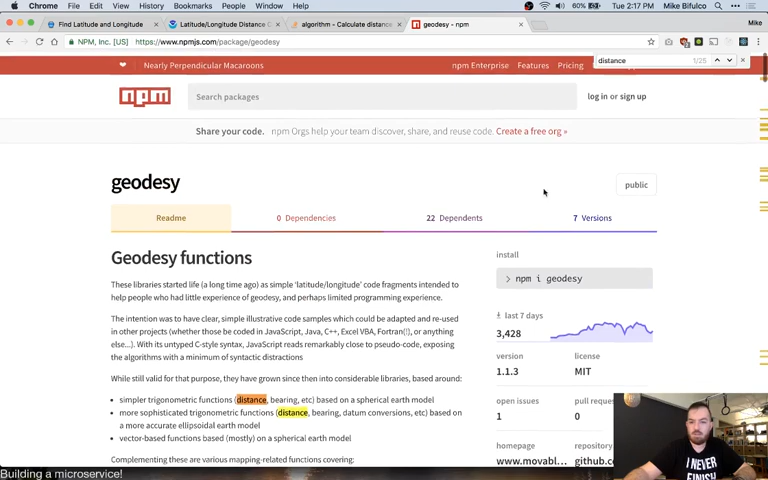 Chrome File Edit View History Bookmarks People Window Help 60% Tue 2:17 PM Mike Bifulco
Find Latitude and Longitude
Latitude/Longitude Distance C
algorithm - Calculate distance
geodesy - npm
Mike
NPM, Inc. [US] https://www.npmjs.com/package/geodesy
distance 1/25
Nearly Perpendicular Macaroons
npm Enterprise Features Pricing
npm
Search packages
log in or sign up
Share your code. npm Orgs help your team discover, share, and reuse code. Create a free org »
geodesy
public
Readme
0 Dependencies
22 Dependents
7 Versions
Geodesy functions
These libraries started life (a long time ago) as simple 'latitude/longitude' code fragments intended to
help people who had little experience of geodesy, and perhaps limited programming experience.
The intention was to have clear, simple illustrative code samples which could be adapted and re-used
in other projects (whether those be coded in JavaScript, Java, C++, Excel VBA, Fortran(!), or anything
else...). With its untyped C-style syntax, JavaScript reads remarkably close to pseudo-code, exposing
the algorithms with a minimum of syntactic distractions
While still valid for that purpose, they have grown since then into considerable libraries, based around:
• simpler trigonometric functions (distance, bearing, etc) based on a spherical earth model
• more sophisticated trigonometric functions (distance, bearing, datum conversions, etc) based on
a more accurate ellipsoidal earth model
• vector-based functions based (mostly) on a spherical earth model
Complementing these are various mapping-related functions covering:
install
> npm i geodesy
last 7 days
3,428
version
1.1.3
license
MIT
open issues
1
pull reque
0
homepage
www.movabl...
repository
github.c
I NEVER
FINISH
Building a microservice!